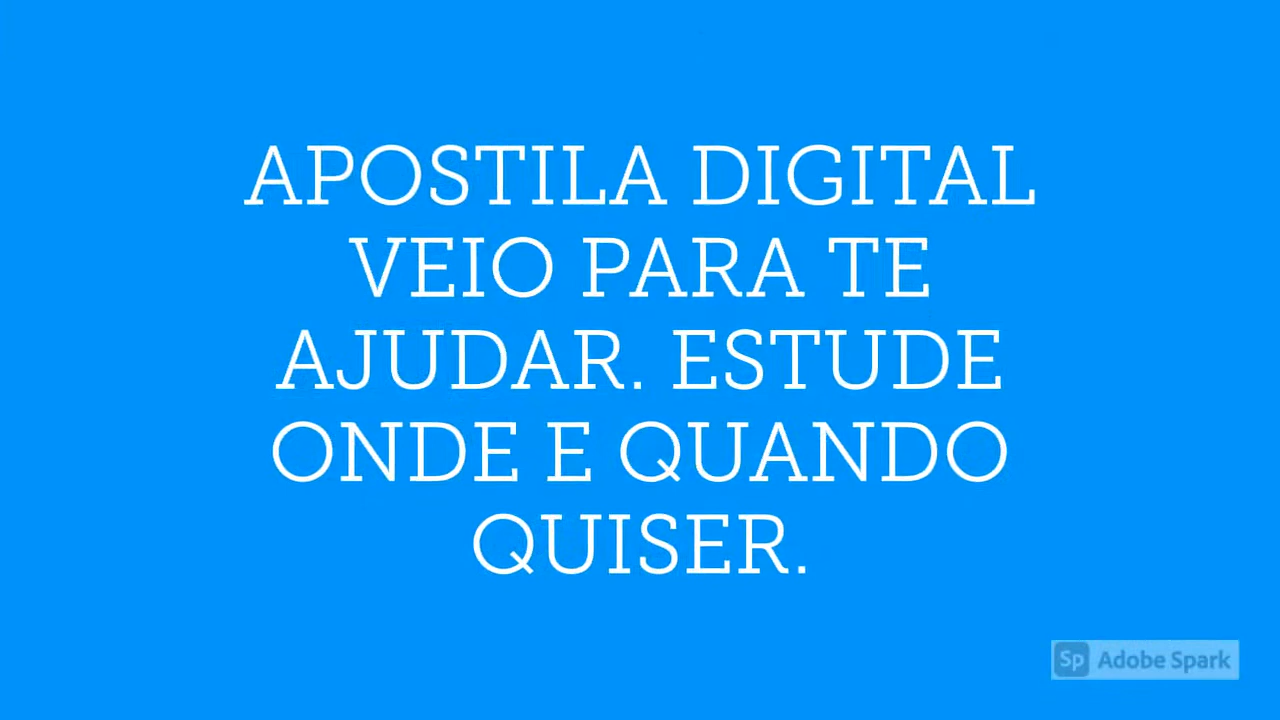 APOSTILA DIGITAL
VEIO PARA TE
AJUDAR. ESTUDE
ONDE E QUANDO
QUISER.
Sp Adobe Spark